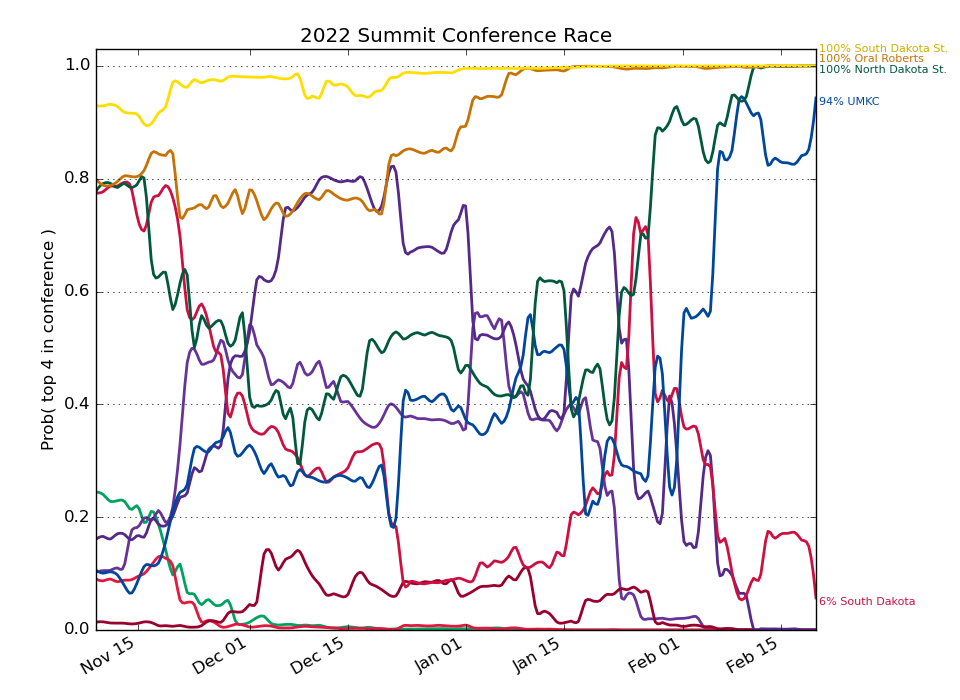 2022 Summit Conference Race
Prob( top 4 in conference )
1.0
0.8
0.6
0.4
0.2
0.0
Nov 15
Dec 01
Dec 15
Jan 01
Jan 15
Feb 01
Feb 15
100% South Dakota St.
100% Oral Roberts
100% North Dakota St.
94% UMKC
6% South Dakota